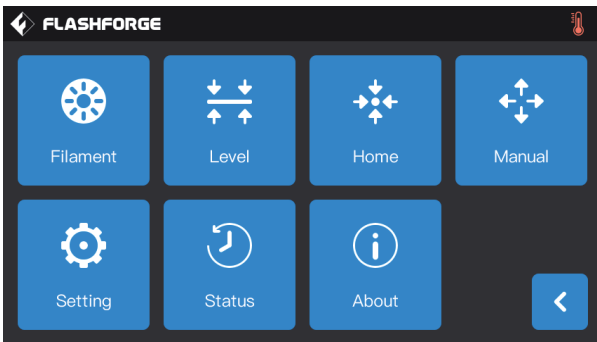 FLASHFORGE
Filament
Level
Home
Manual
Setting
Status
About